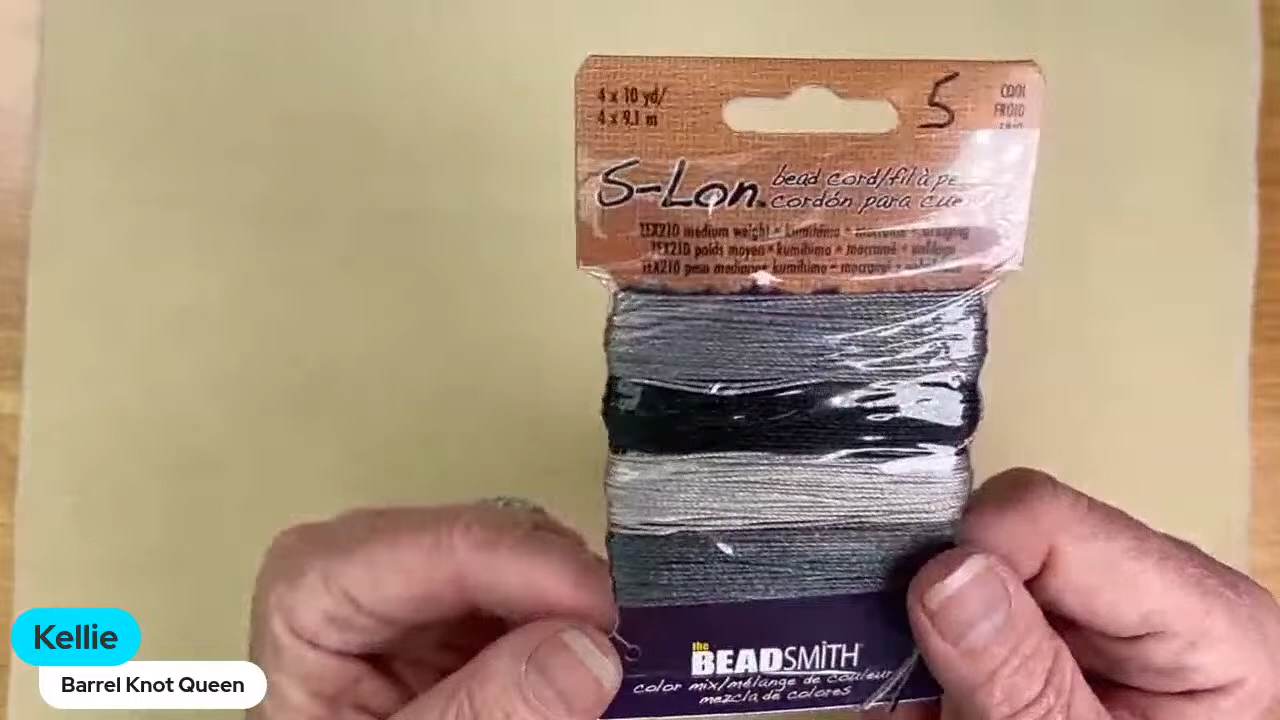 4 x 10 yd/
4 x 9.1 m
5
COOL
FROID
S-Lon
bead cord/fil à
cordón para
TEX210 medium weight • kumihimo • macramé • stringing
TEX210 poids moyen • kumihimo • macramé •
TEX210 peso mediano • kumihimo • macramé •
the
BEADSMITH
color mix/mélange de couleur
mezcla de colores
Kellie
Barrel Knot Queen